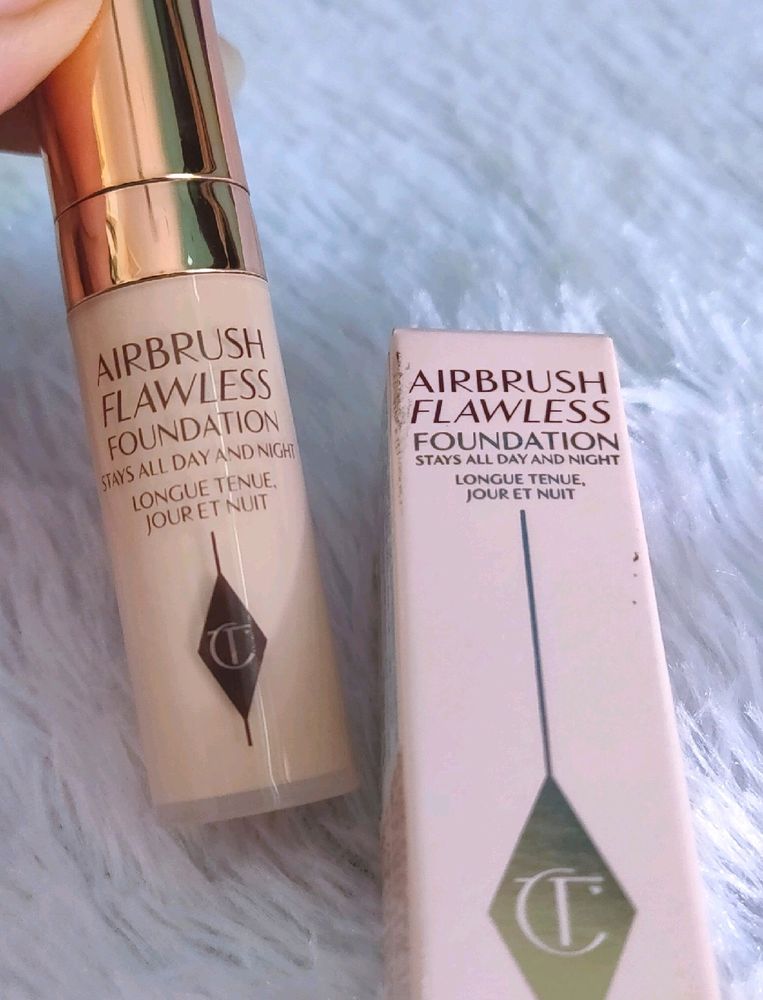 AIRBRUSH
FLAWLESS
FOUNDATION
STAYS ALL DAY AND NIGHT
LONGUE TENUE,
JOUR ET NUIT
CT
AIRBRUSH
FLAWLESS
FOUNDATION
STAYS ALL DAY AND NIGHT
LONGUE TENUE,
JOUR ET NUIT
CT